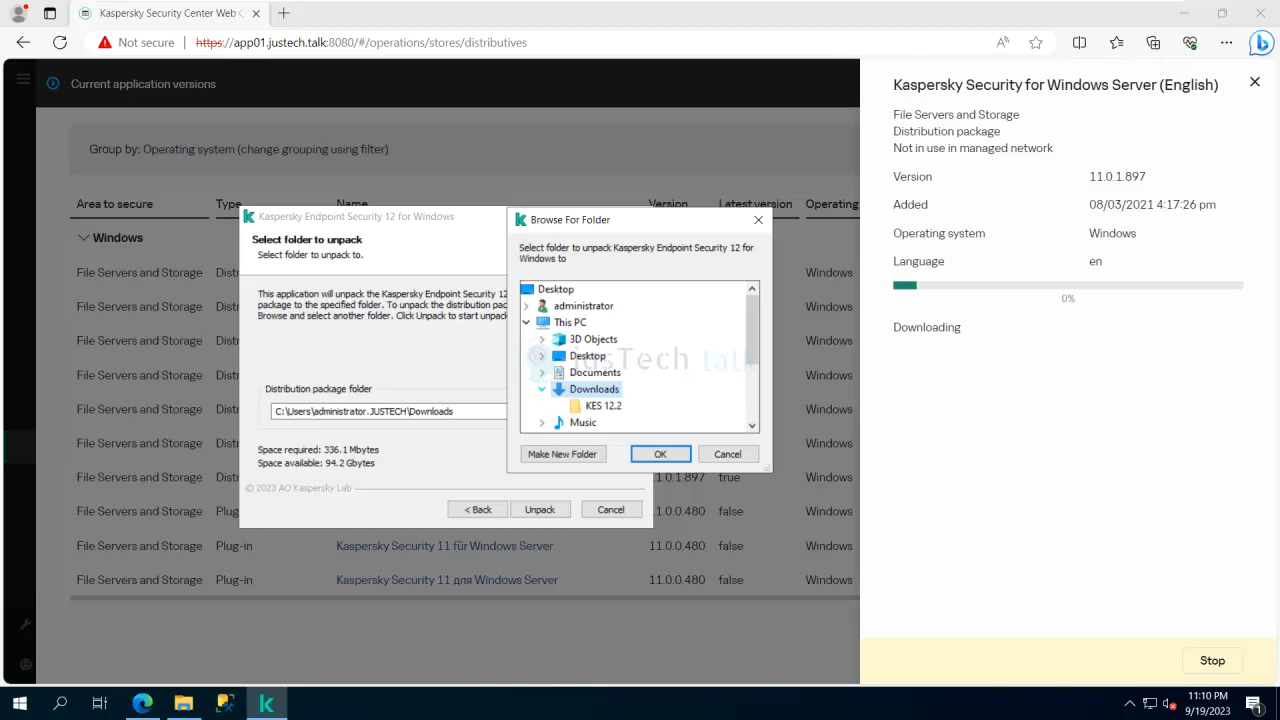 Kaspersky Security Center Web C
Not secure
https://app01.justech.talk:8080/#/operations/stores/distributives
Current application versions
Group by: Operating system (change grouping using filter)
Area to secure Type Name Version Latest version Operating
Windows
File Servers and Storage Distr Windows
File Servers and Storage Distr Windows
File Servers and Storage Distr Windows
File Servers and Storage Distr Windows
File Servers and Storage Distr Windows
File Servers and Storage Distr Windows
File Servers and Storage Distr .1.0.1.897 true Windows
File Servers and Storage Plug 1.0.0.480 false Windows
File Servers and Storage Plug-in Kaspersky Security 11 für Windows Server 11.0.0.480 false Windows
File Servers and Storage Plug-in Kaspersky Security 11 для Windows Server 11.0.0.480 false Windows
Kaspersky Endpoint Security 12 for Windows
Select folder to unpack
Select folder to unpack to.
This application will unpack the Kaspersky Endpoint Security 12
package to the specified folder. To unpack the distribution pac
Browse and select another folder. Click Unpack to start unpack
Distribution package folder
C:\Users\administrator.JUSTECH\Downloads
Space required: 336.1 Mbytes
Space available: 94.2 Gbytes
© 2023 AO Kaspersky Lab
< Back Unpack Cancel
Browse For Folder
Select folder to unpack Kaspersky Endpoint Security 12 for
Windows to
Desktop
administrator
This PC
3D Objects
Desktop
Documents
Downloads
KES 12.2
Music
Make New Folder OK Cancel
jusTech talk
Kaspersky Security for Windows Server (English)
File Servers and Storage
Distribution package
Not in use in managed network
Version 11.0.1.897
Added 08/03/2021 4:17:26 pm
Operating system Windows
Language en
0%
Downloading
Stop
11:10 PM
9/19/2023
1